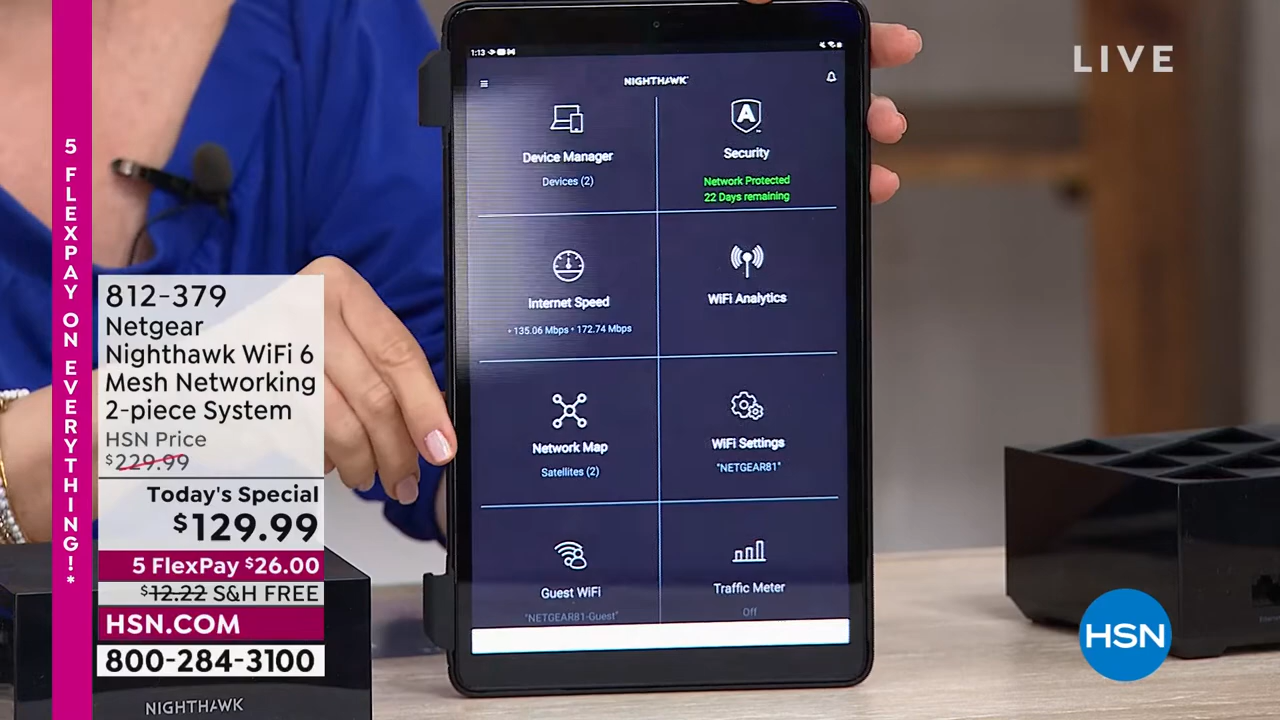 5 FLEXPAY ON EVERYTHING!*
LIVE
1:13
NIGHTHAWK
Device Manager
Devices (2)
Security
Network Protected
22 Days remaining
Internet Speed
• 135.06 Mbps • 172.74 Mbps
WiFi Analytics
Network Map
Satellites (2)
WiFi Settings
"NETGEAR81"
Guest WiFi
"NETGEAR81-Guest"
Traffic Meter
Off
812-379
Netgear
Nighthawk WiFi 6
Mesh Networking
2-piece System
HSN Price
$229.99
Today's Special
$129.99
5 FlexPay $26.00
$12.22 S&H FREE
HSN.COM
800-284-3100
NIGHTHAWK
HSN